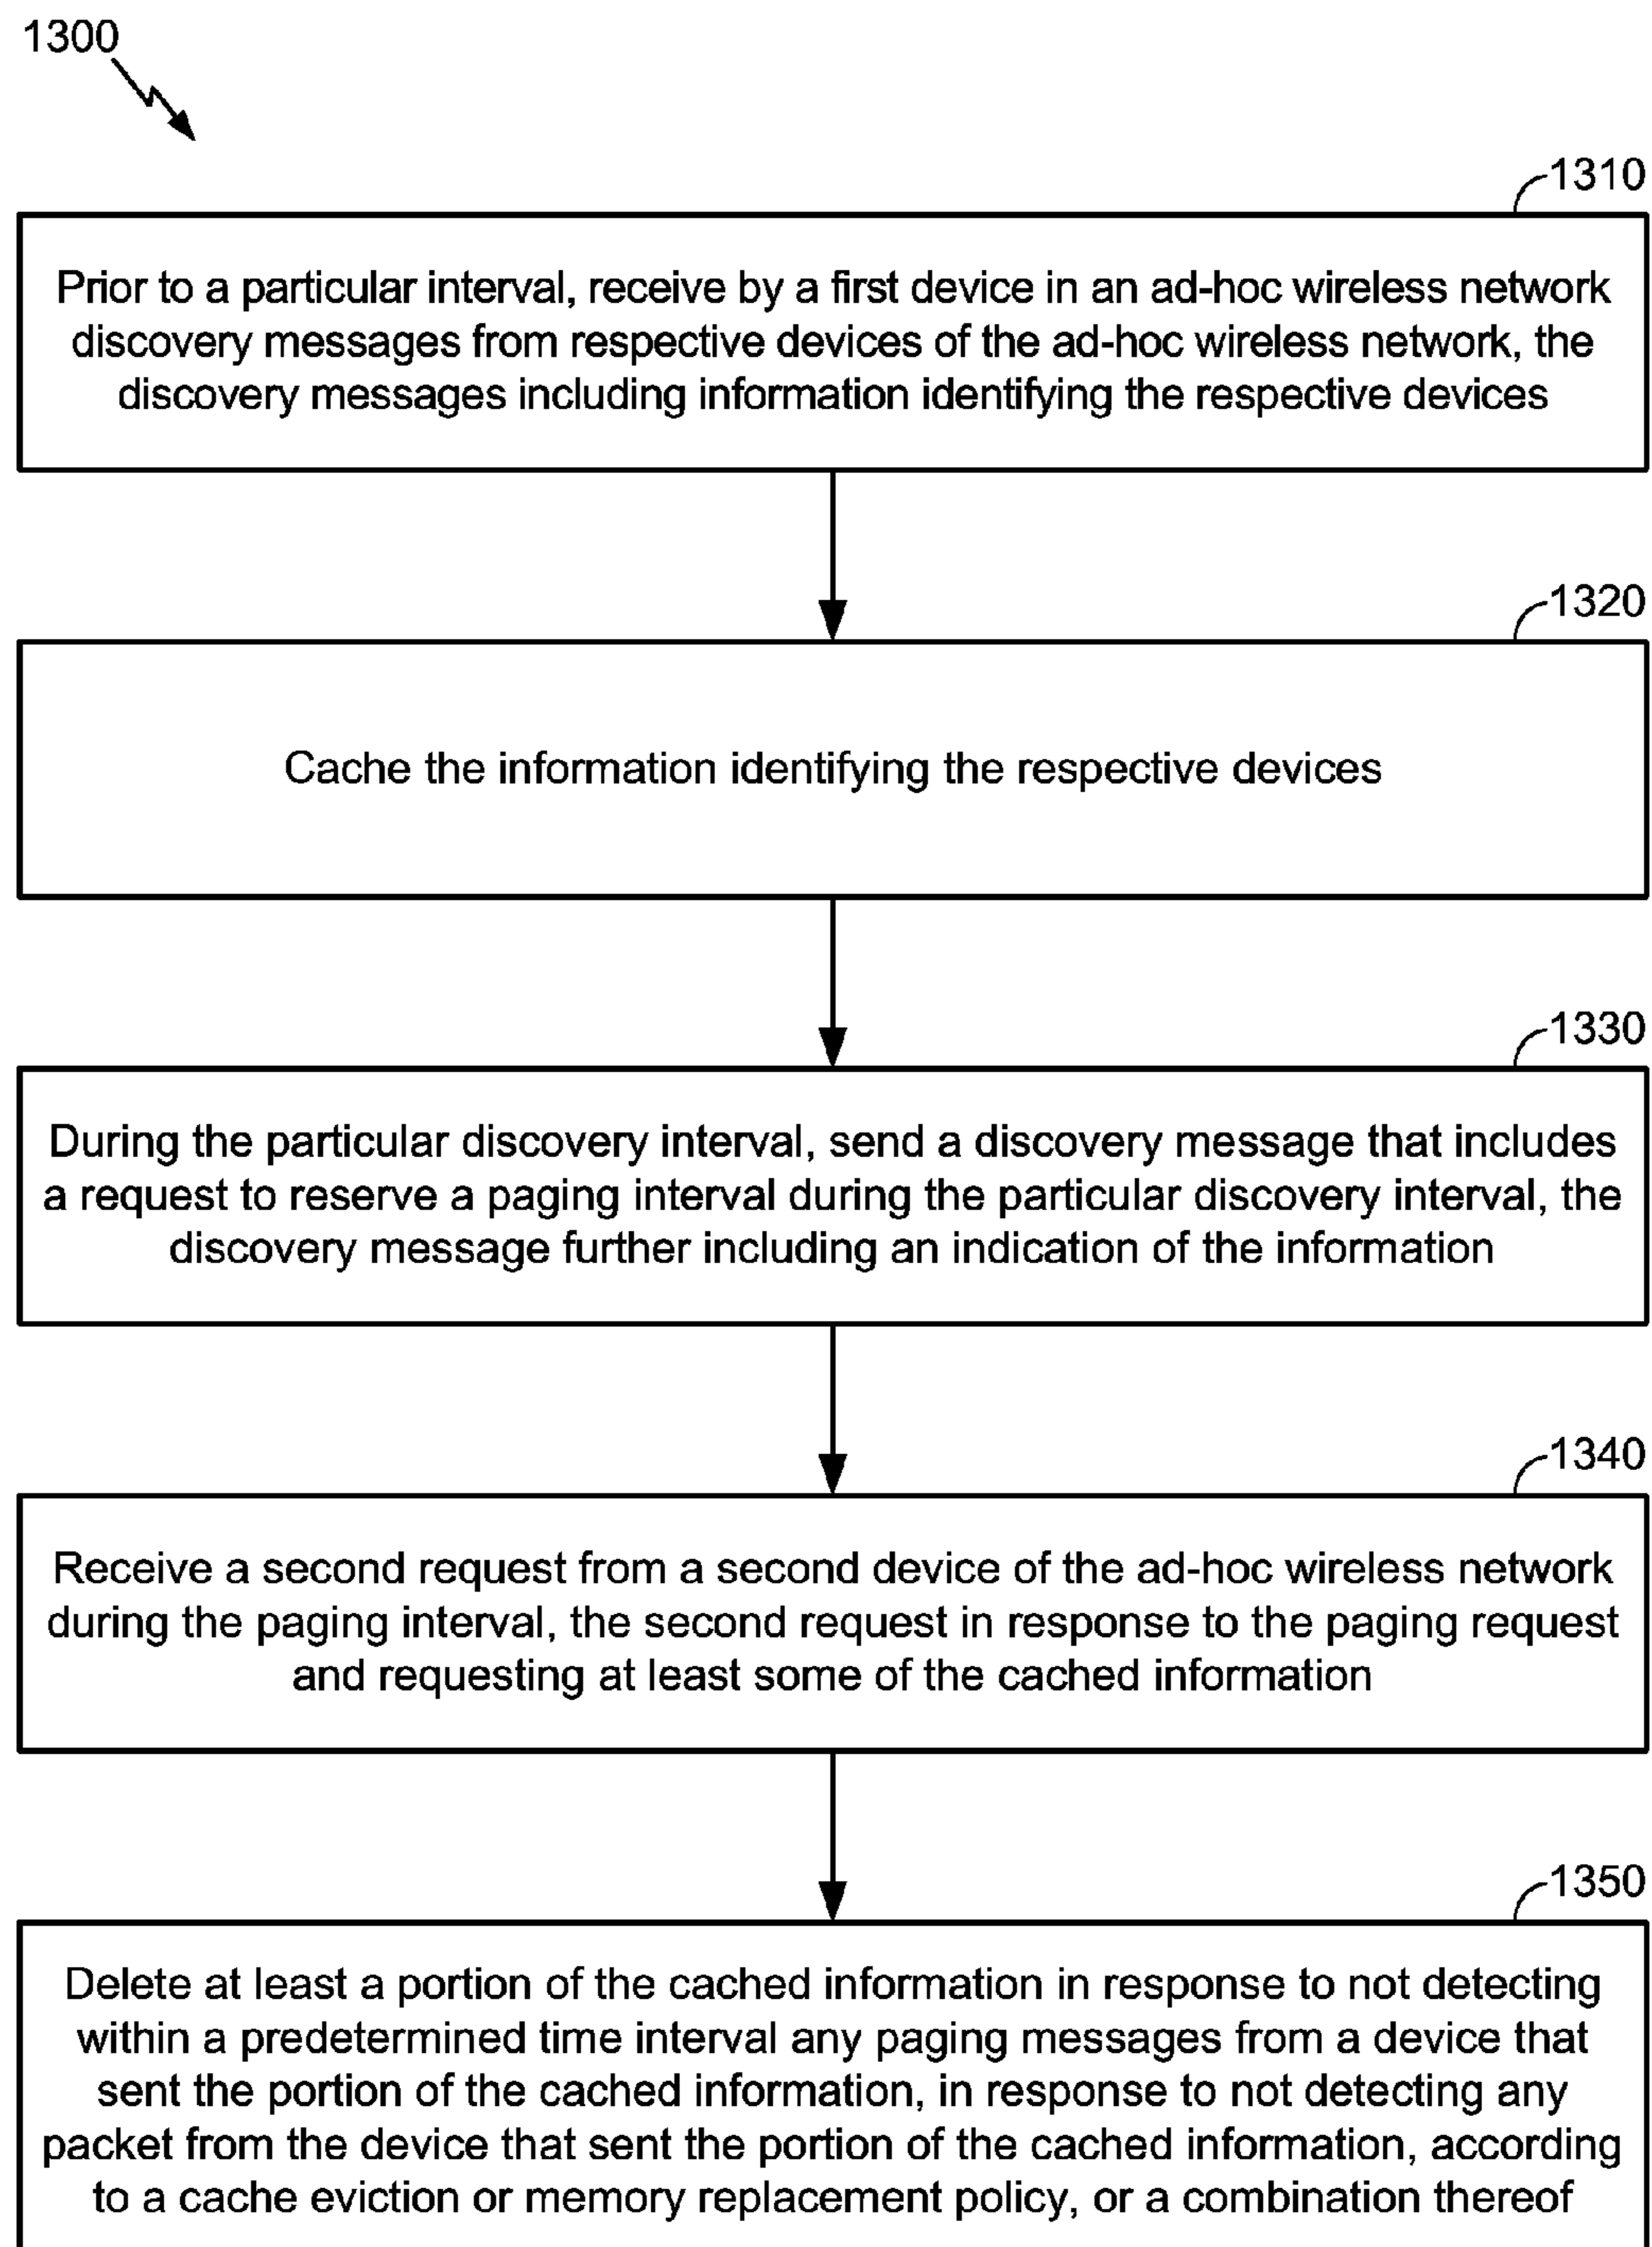 1300
1310
Prior to a particular interval, receive by a first device in an ad-hoc wireless network
discovery messages from respective devices of the ad-hoc wireless network, the
discovery messages including information identifying the respective devices
1320
Cache the information identifying the respective devices
1330
During the particular discovery interval, send a discovery message that includes
a request to reserve a paging interval during the particular discovery interval, the
discovery message further including an indication of the information
1340
Receive a second request from a second device of the ad-hoc wireless network
during the paging interval, the second request in response to the paging request
and requesting at least some of the cached information
1350
Delete at least a portion of the cached information in response to not detecting
within a predetermined time interval any paging messages from a device that
sent the portion of the cached information, in response to not detecting any
packet from the device that sent the portion of the cached information, according
to a cache eviction or memory replacement policy, or a combination thereof